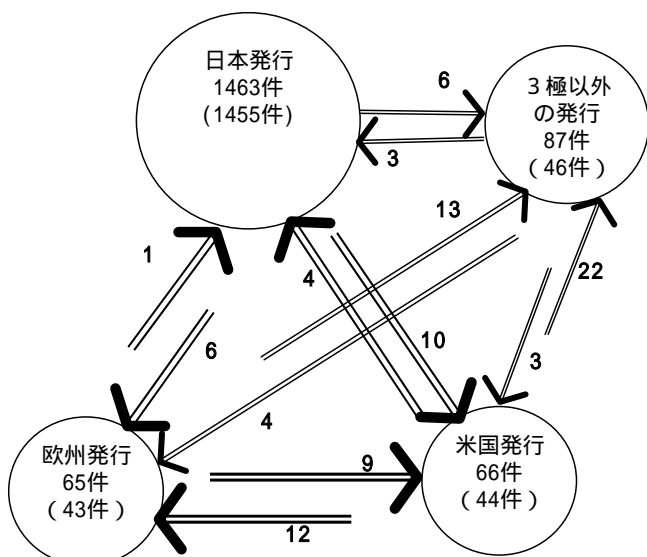 日本発行
1463件
(1455件)
6
３極以外
の発行
87件
（46件）
3
13
1
4
22
6
10
3
4
欧州発行
65件
（43件）
9
米国発行
66件
(44件）
12